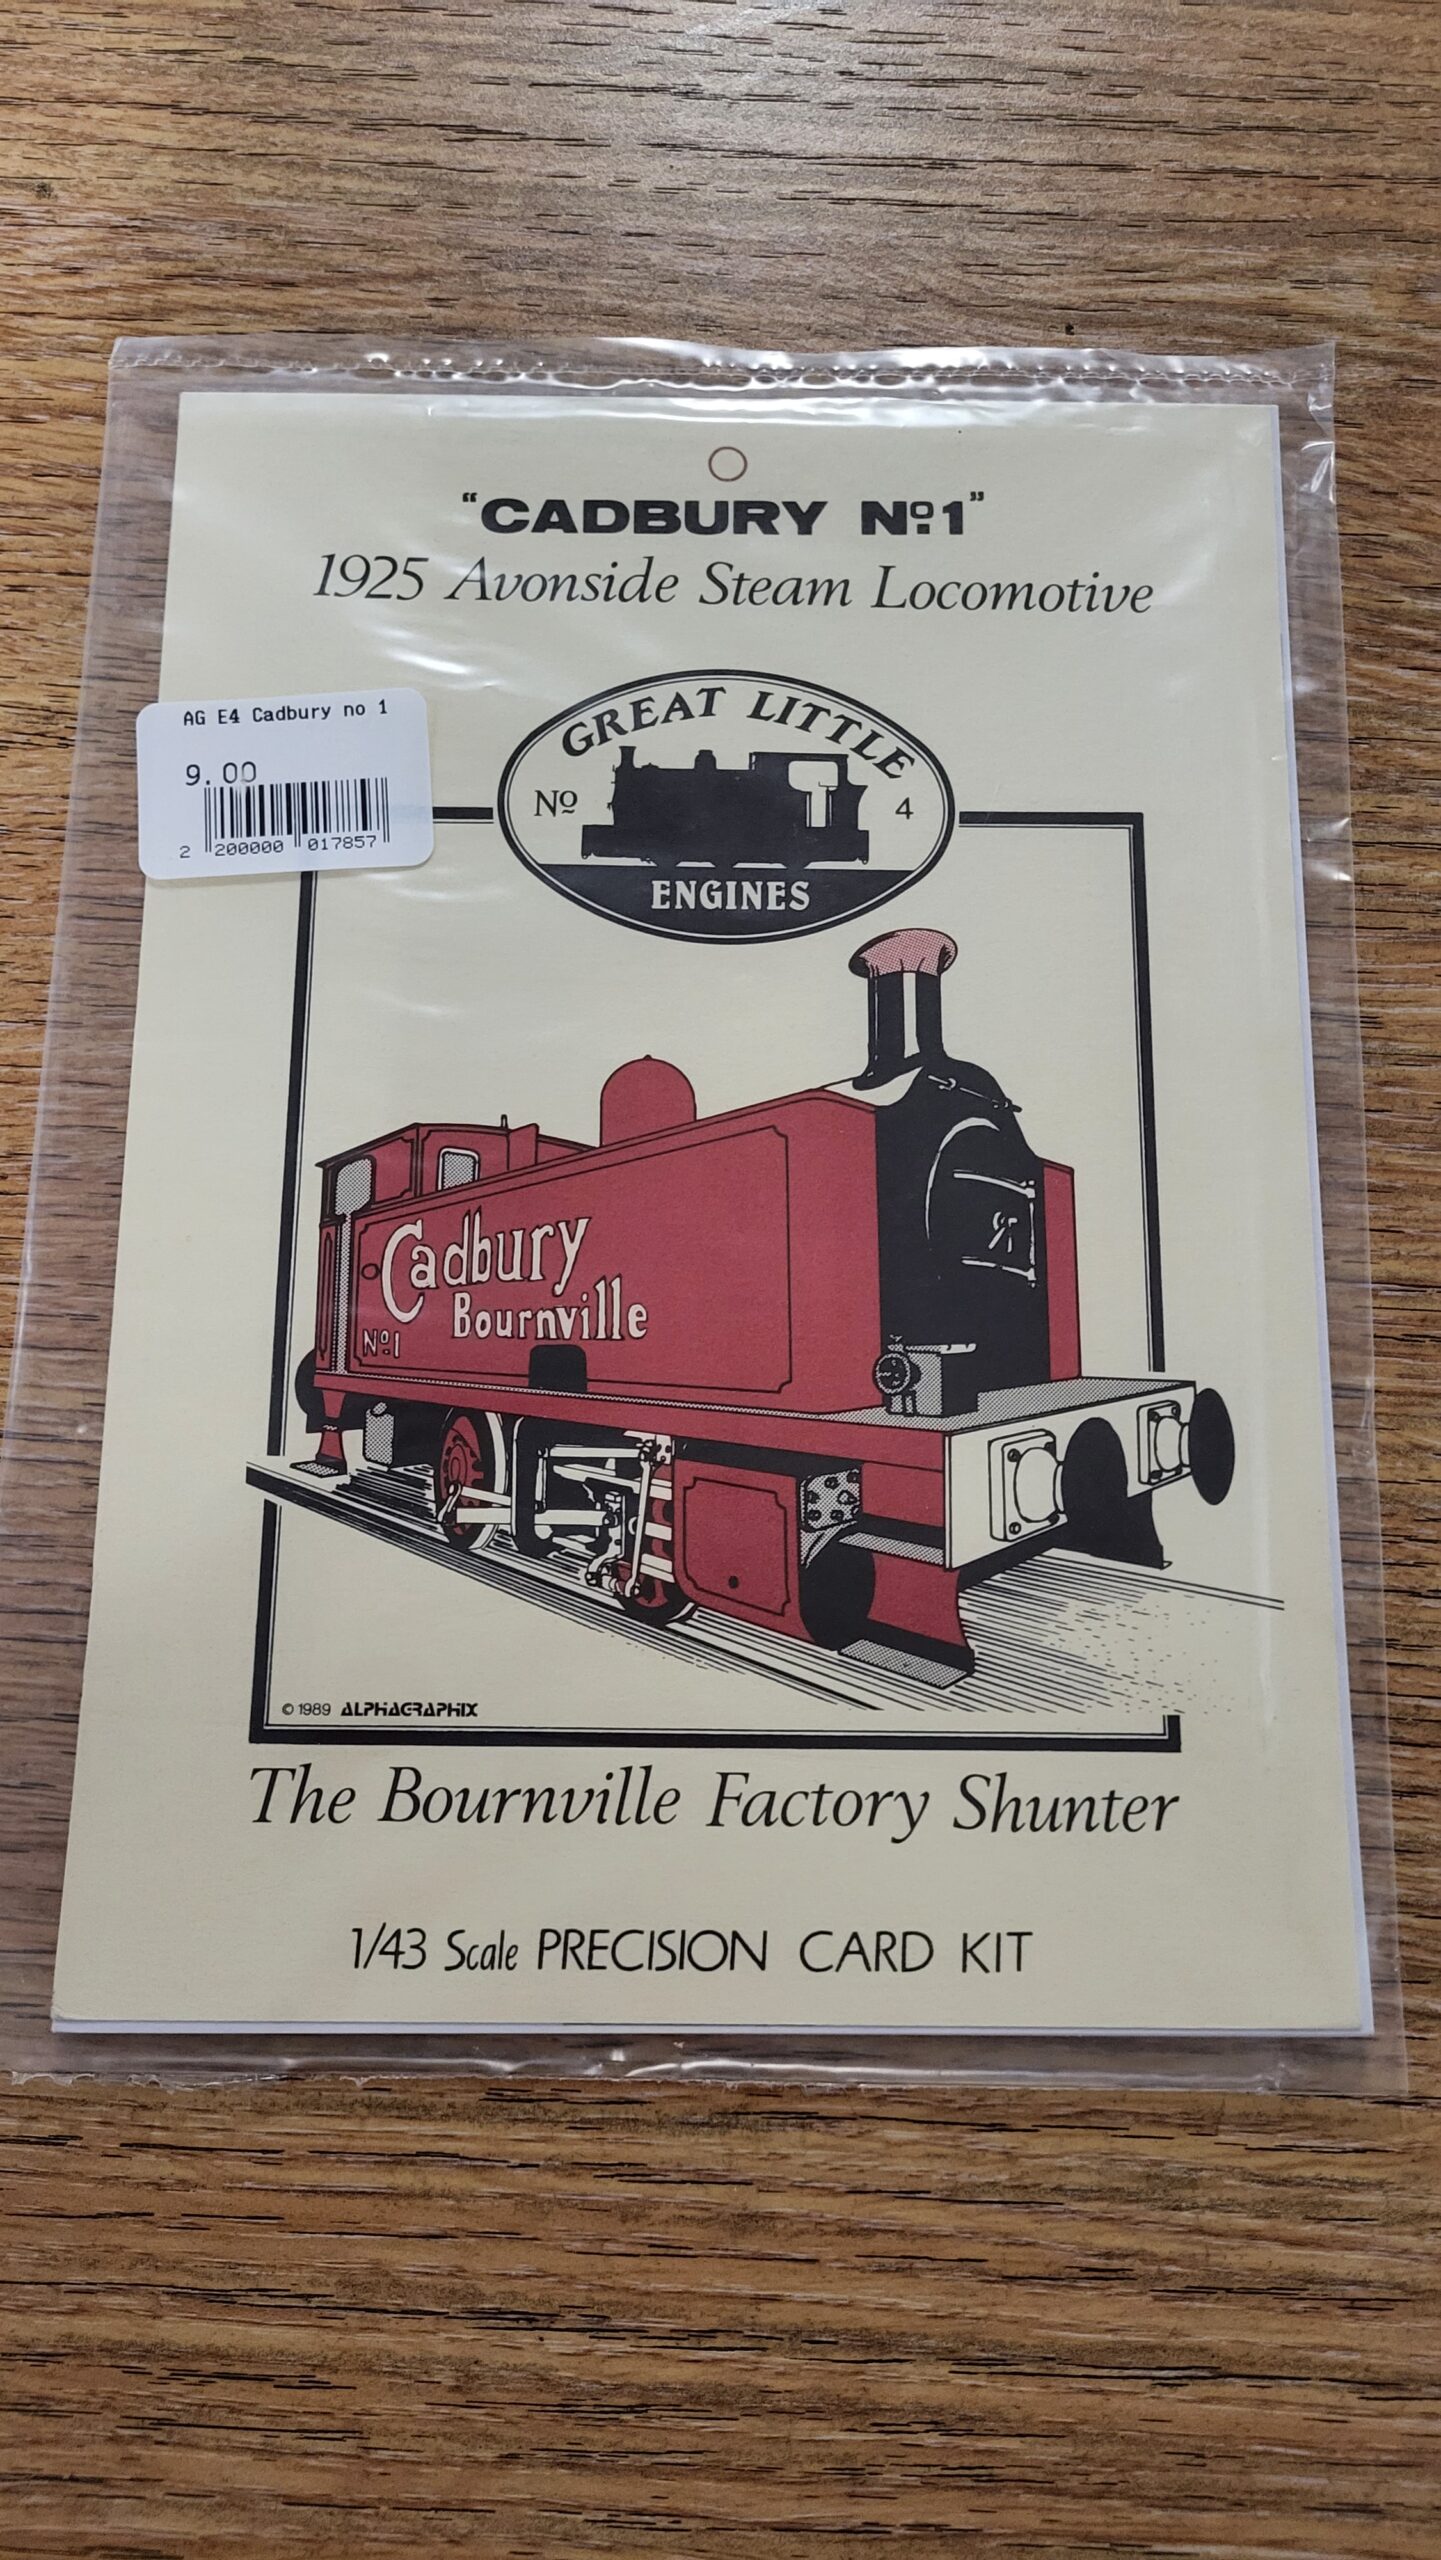 "CADBURY Nº1"
1925 Avonside Steam Locomotive
AG E4 Cadbury no 1
9.00
2 200000 017857
GREAT LITTLE
Nº 4
ENGINES
Cadbury
Bournville
Nº1
© 1989 ALPHAGRAPHIX
The Bournville Factory Shunter
1/43 Scale PRECISION CARD KIT